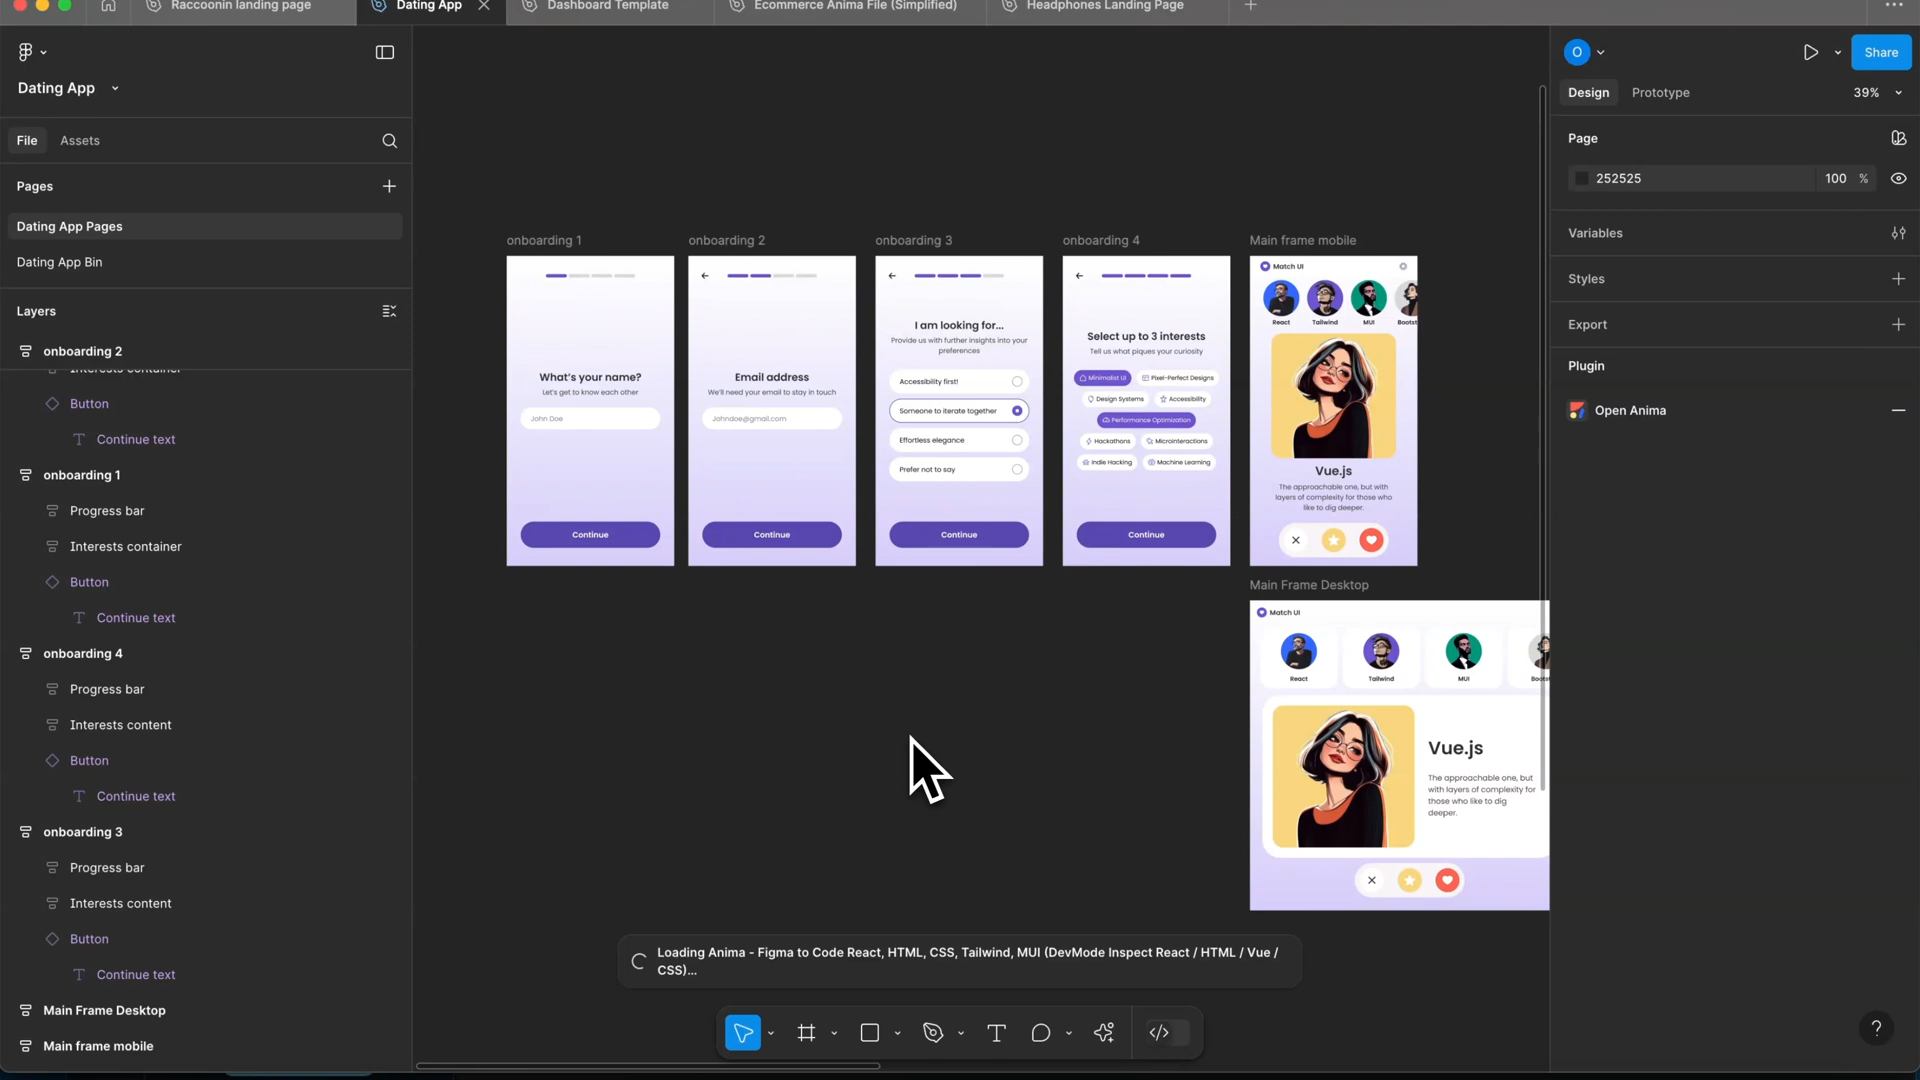 Raccoonin landing page
Dating App
Dashboard Template
Ecommerce Anima File (Simplified)
Headphones Landing Page
Dating App
File
Assets
Pages
Dating App Pages
Dating App Bin
Layers
onboarding 2
Interests container
Button
Continue text
onboarding 1
Progress bar
Interests container
Button
Continue text
onboarding 4
Progress bar
Interests content
Button
Continue text
onboarding 3
Progress bar
Interests content
Button
Continue text
Main Frame Desktop
Main frame mobile
onboarding 1
What's your name?
Let's get to know each other
John Doe
Continue
onboarding 2
Email address
We'll need your email to stay in touch
Johndoe@gmail.com
Continue
onboarding 3
I am looking for...
Provide us with further insights into your
preferences
Accessibility first!
Someone to iterate together
Effortless elegance
Prefer not to say
Continue
onboarding 4
Select up to 3 interests
Tell us what piques your curiosity
Minimalist UI
Pixel-Perfect Designs
Design Systems
Accessibility
Performance Optimization
Hackathons
Microinteractions
Indie Hacking
Machine Learning
Continue
Main frame mobile
Match UI
React
Tailwind
MUI
Bootst
Vue.js
The approachable one, but with
layers of complexity for those who
like to dig deeper.
Main Frame Desktop
Match UI
React
Tailwind
MUI
Boots
Vue.js
The approachable one, but
with layers of complexity for
those who like to dig
deeper.
Loading Anima - Figma to Code React, HTML, CSS, Tailwind, MUI (DevMode Inspect React / HTML / Vue /
CSS)...
O
Share
Design
Prototype
39%
Page
252525
100
%
Variables
Styles
Export
Plugin
Open Anima
?